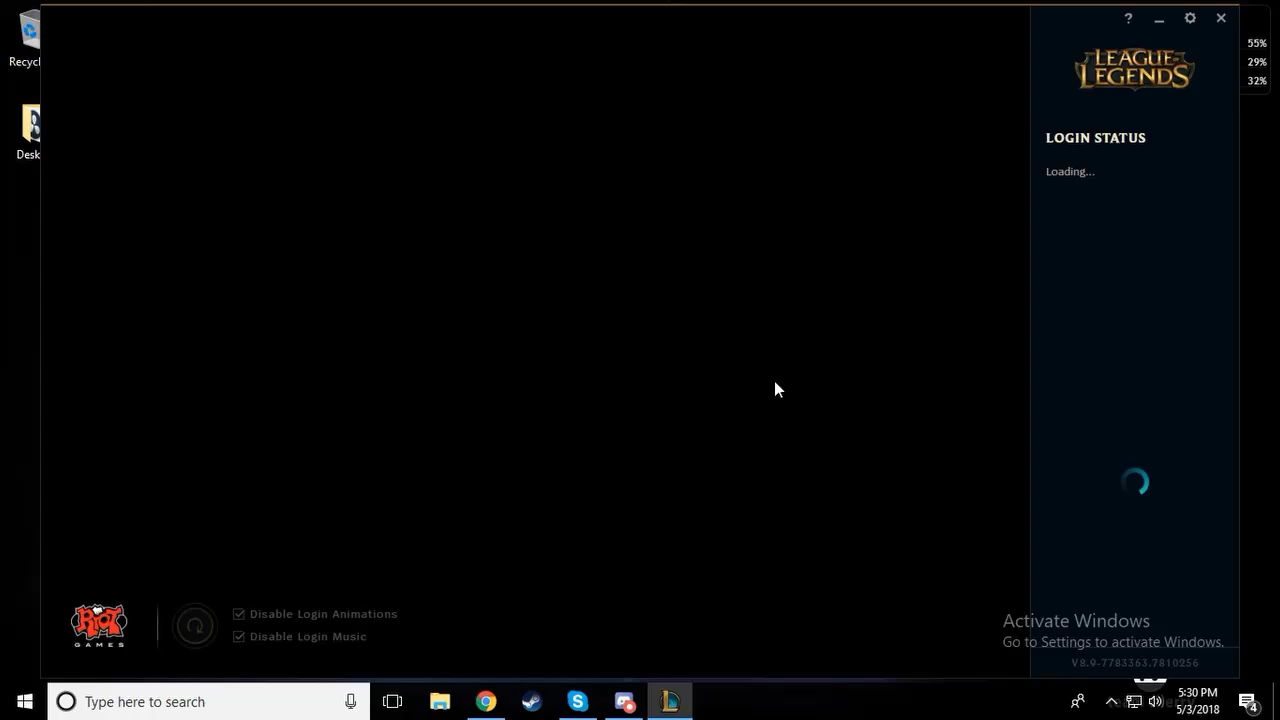 Recycl
Desk
?
LEAGUE OF
LEGENDS
55%
29%
32%
LOGIN STATUS
Loading...
RIOT
GAMES
Disable Login Animations
Disable Login Music
Activate Windows
Go to Settings to activate Windows.
V8.9-7783363.7810256
Type here to search
5:30 PM
5/3/2018
4